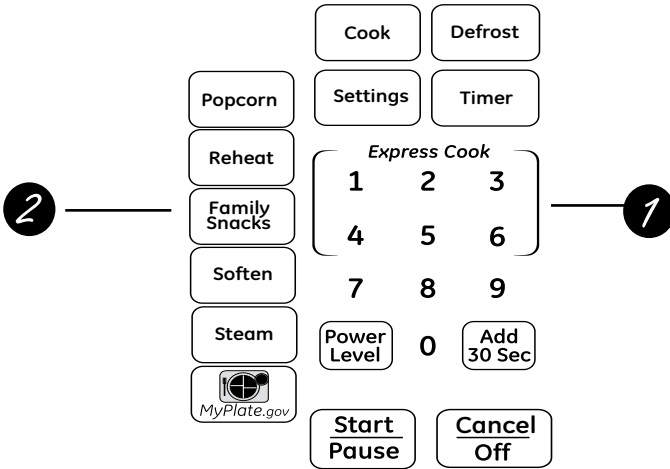 Cook Defrost
Settings Timer
Popcorn
Reheat
Family
Snacks
Soften
Steam
MyPlate.gov
Express Cook
1 2 3
4 5 6
7 8 9
Power
Level
0
Add
30 Sec
Start
Pause
Cancel
Off
2
1